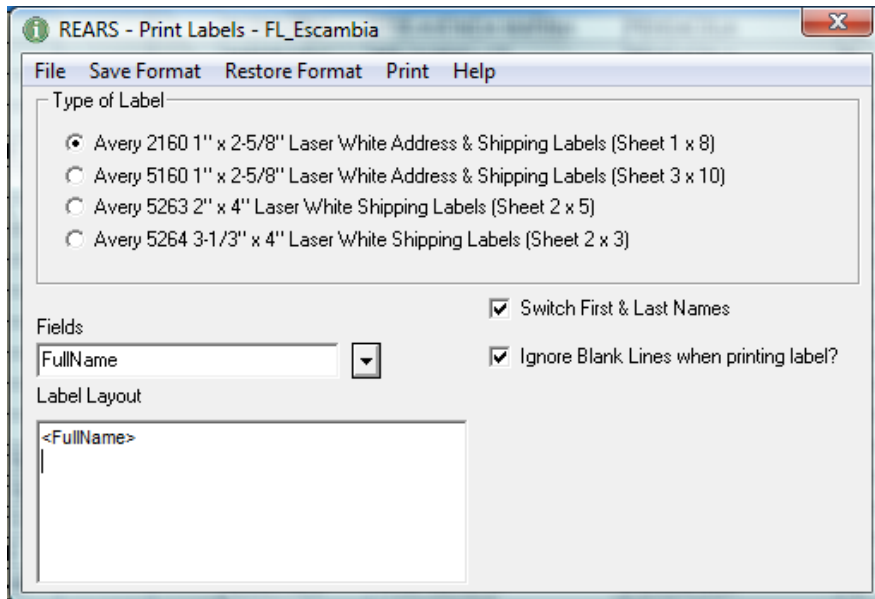 REARS - Print Labels - FL_Escambia
File Save Format Restore Format Print Help
Type of Label
Avery 2160 1" x 2-5/8" Laser White Address & Shipping Labels (Sheet 1 x 8)
Avery 5160 1" x 2-5/8" Laser White Address & Shipping Labels (Sheet 3 x 10)
Avery 5263 2" x 4" Laser White Shipping Labels (Sheet 2 x 5)
Avery 5264 3-1/3" x 4" Laser White Shipping Labels (Sheet 2 x 3)
Switch First & Last Names
Fields
FullName
Ignore Blank Lines when printing label?
Label Layout
<FullName>